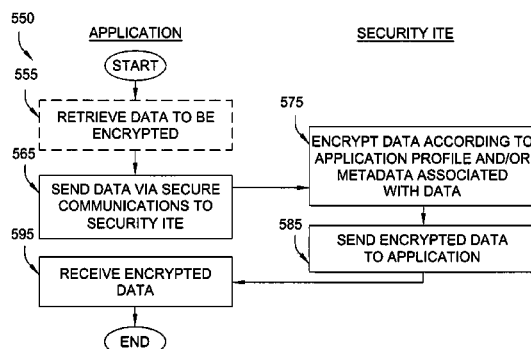 550
APPLICATION
SECURITY ITE
START
555
RETRIEVE DATA TO BE
ENCRYPTED
565
SEND DATA VIA SECURE
COMMUNICATIONS TO
SECURITY ITE
575
ENCRYPT DATA ACCORDING TO
APPLICATION PROFILE AND/OR
METADATA ASSOCIATED
WITH DATA
585
SEND ENCRYPTED DATA
TO APPLICATION
595
RECEIVE ENCRYPTED
DATA
END